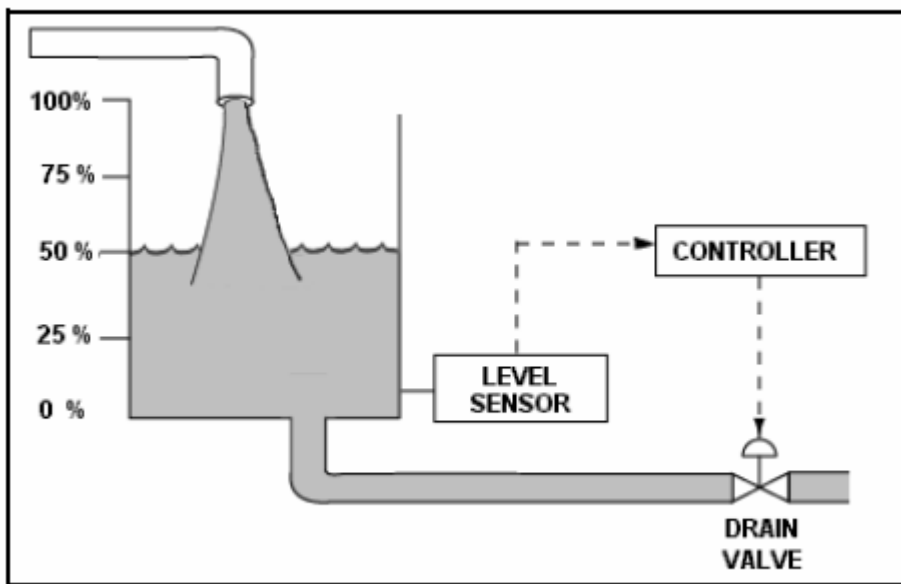 100%
75 %
50 %
25 %
0 %
CONTROLLER
LEVEL
SENSOR
DRAIN
VALVE